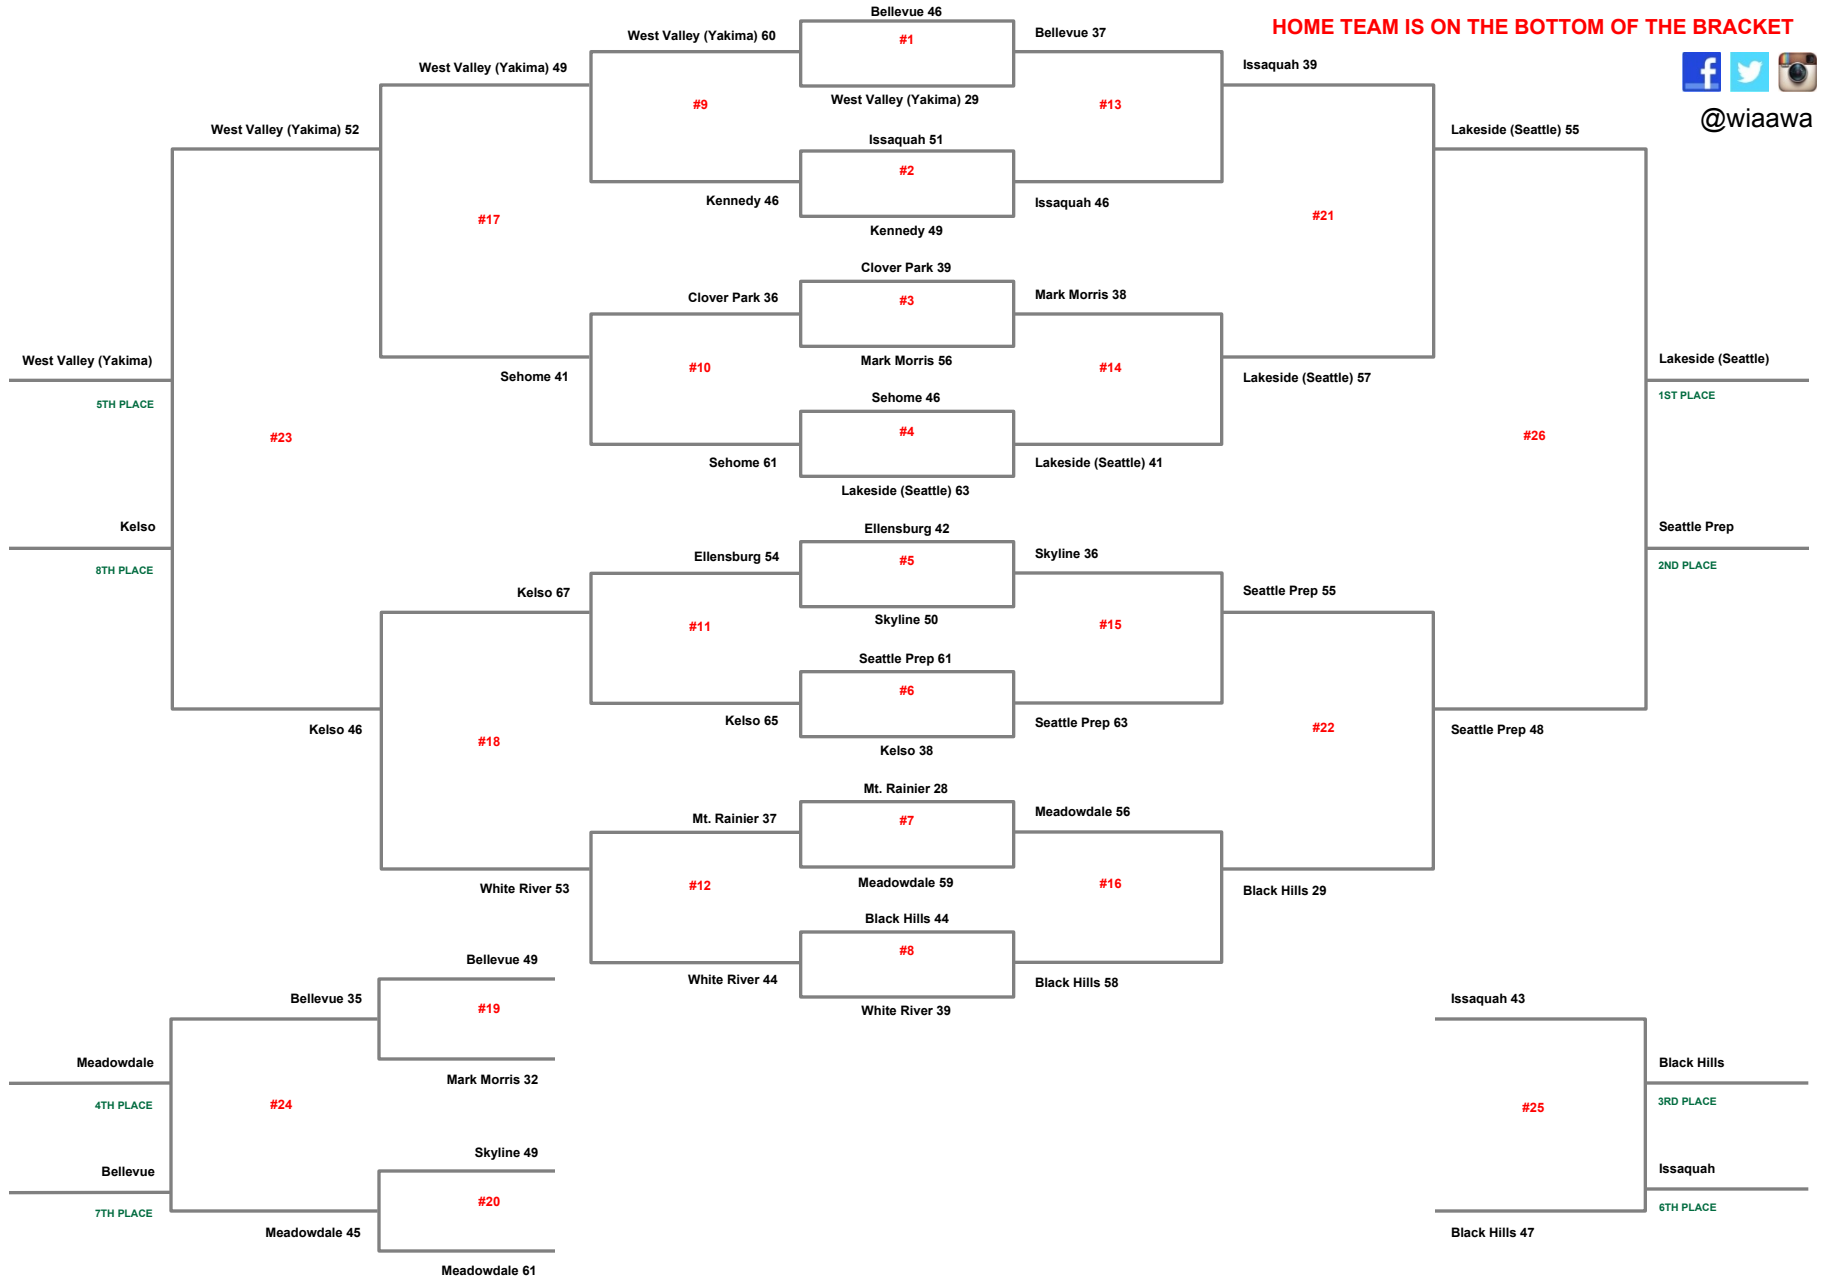 Bellevue 46
HOME TEAM IS ON THE BOTTOM OF THE BRACKET
West Valley (Yakima) 60
#1
Bellevue 37
West Valley (Yakima) 49
Issaquah 39
West Valley (Yakima) 29
#9
#13
@wiaawa
West Valley (Yakima) 52
Lakeside (Seattle) 55
Issaquah 51
#2
Kennedy 46
Issaquah 46
#17
#21
Kennedy 49
Clover Park 39
Clover Park 36
#3
Mark Morris 38
West Valley (Yakima)
Mark Morris 56
Lakeside (Seattle)
#10
#14
Sehome 41
Lakeside (Seattle) 57
5TH PLACE
1ST PLACE
Sehome 46
#4
#23
#26
Sehome 61
Lakeside (Seattle) 41
Lakeside (Seattle) 63
Kelso
Ellensburg 42
Seattle Prep
Ellensburg 54
#5
Skyline 36
8TH PLACE
2ND PLACE
Kelso 67
Seattle Prep 55
Skyline 50
#11
#15
Seattle Prep 61
#6
Kelso 65
Seattle Prep 63
Kelso 46
#22
Seattle Prep 48
#18
Kelso 38
Mt. Rainier 28
Mt. Rainier 37
#7
Meadowdale 56
White River 53
#12
Meadowdale 59
#16
Black Hills 29
Black Hills 44
#8
Bellevue 49
White River 44
Black Hills 58
Bellevue 35
Issaquah 43
#19
White River 39
Meadowdale
Black Hills
Mark Morris 32
4TH PLACE
#24
#25
3RD PLACE
Skyline 49
Bellevue
Issaquah
#20
7TH PLACE
6TH PLACE
Meadowdale 45
Black Hills 47
Meadowdale 61